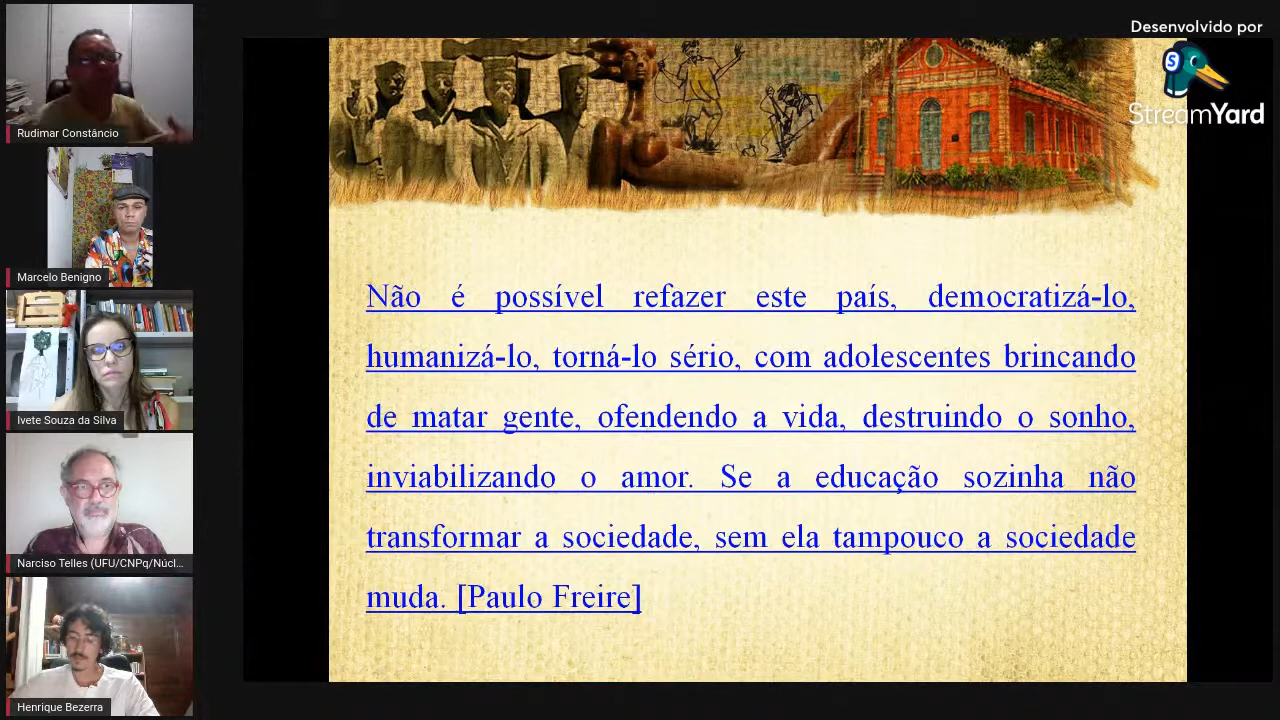 Desenvolvido por
StreamYard
Rudimar Constâncio
Marcelo Benigno
Ivete Souza da Silva
Narciso Telles (UFU/CNPq/Núcl...
Henrique Bezerra
Não é possível refazer este país, democratizá-lo,
humanizá-lo, torná-lo sério, com adolescentes brincando
de matar gente, ofendendo a vida, destruindo o sonho,
inviabilizando o amor. Se a educação sozinha não
transformar a sociedade, sem ela tampouco a sociedade
muda. [Paulo Freire]